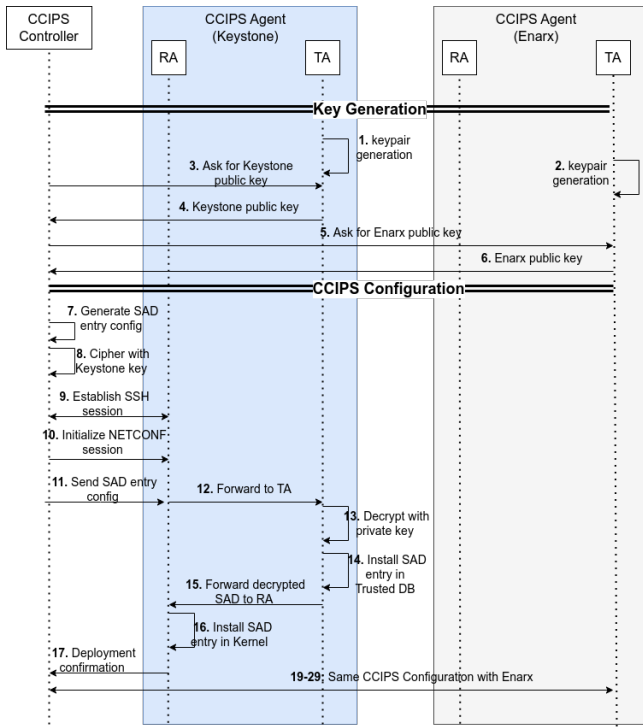 CCIPS
Controller
CCIPS Agent
(Keystone)
CCIPS Agent
(Enarx)
RA
TA
RA
TA
Key Generation
1. keypair
generation
2. keypair
generation
3. Ask for Keystone
public key
4. Keystone public key
5. Ask for Enarx public key
6. Enarx public key
CCIPS Configuration
7. Generate SAD
entry config
8. Cipher with
Keystone key
9. Establish SSH
session
10. Initialize NETCONF
session
11. Send SAD entry
config
12. Forward to TA
13. Decrypt with
private key
14. Install SAD
entry in
Trusted DB
15. Forward decrypted
SAD to RA
16. Install SAD
entry in Kernel
17. Deployment
confirmation
19-29: Same CCIPS Configuration with Enarx